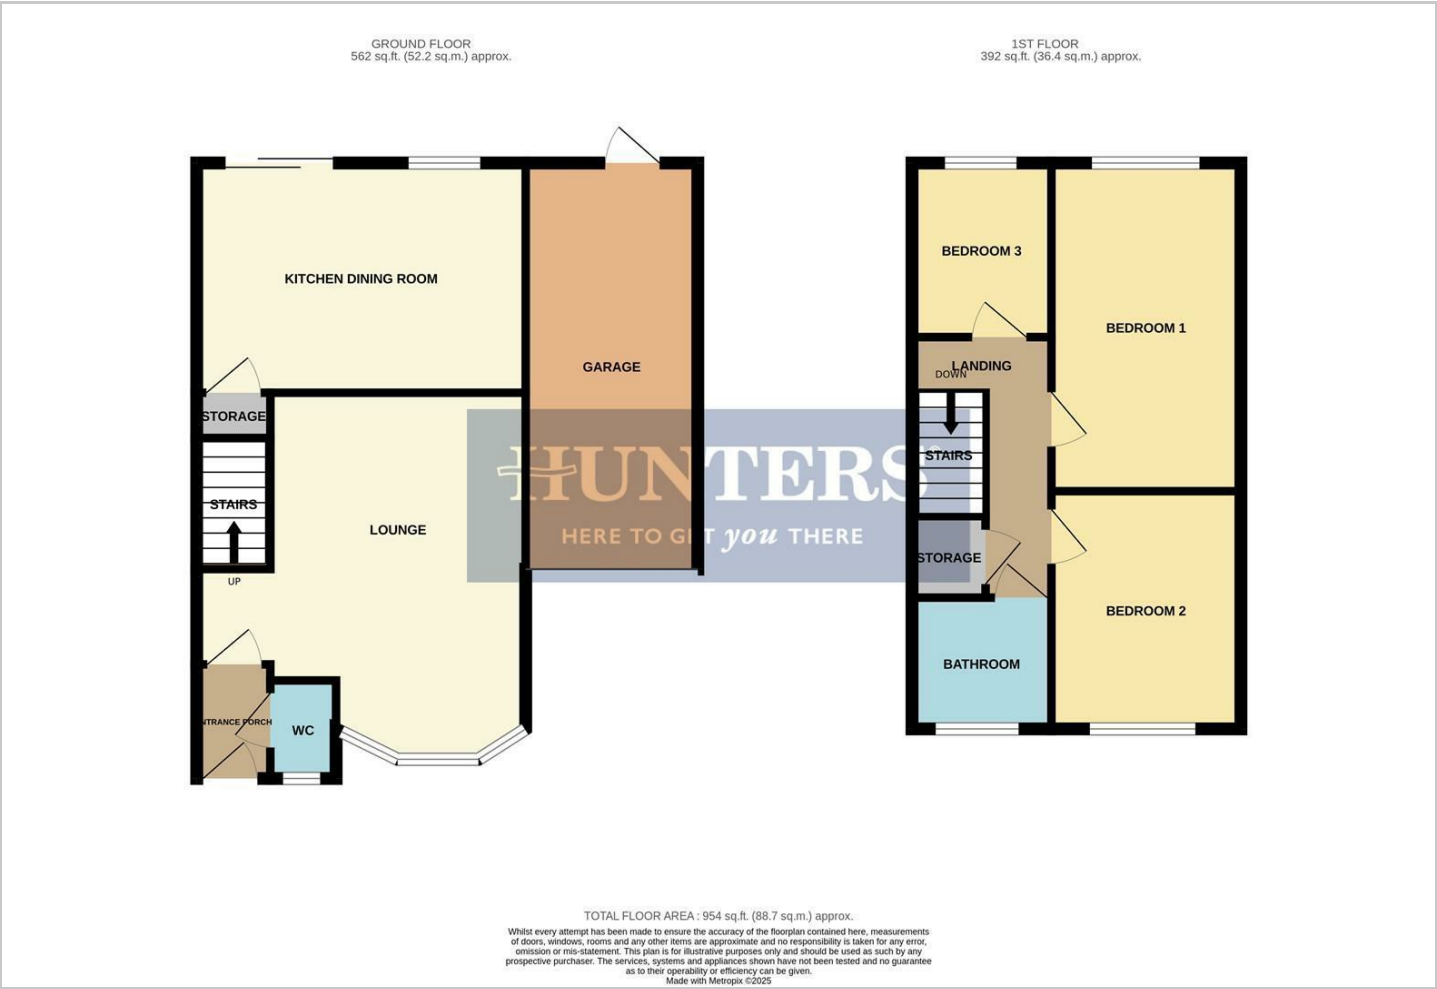 GROUND FLOOR
562 sq.ft. (52.2 sq.m.) approx.
1ST FLOOR
392 sq.ft. (36.4 sq.m.) approx.
KITCHEN DINING ROOM
GARAGE
STORAGE
STAIRS
UP
LOUNGE
ENTRANCE PORCH
WC
BEDROOM 3
BEDROOM 1
LANDING
DOWN
STAIRS
STORAGE
BEDROOM 2
BATHROOM
HUNTERS®
HERE TO GET you THERE
TOTAL FLOOR AREA : 954 sq.ft. (88.7 sq.m.) approx.
Whilst every attempt has been made to ensure the accuracy of the floorplan contained here, measurements
of doors, windows, rooms and any other items are approximate and no responsibility is taken for any error,
omission or mis-statement. This plan is for illustrative purposes only and should be used as such by any
prospective purchaser. The services, systems and appliances shown have not been tested and no guarantee
as to their operability or efficiency can be given.
Made with Metropix ©2025